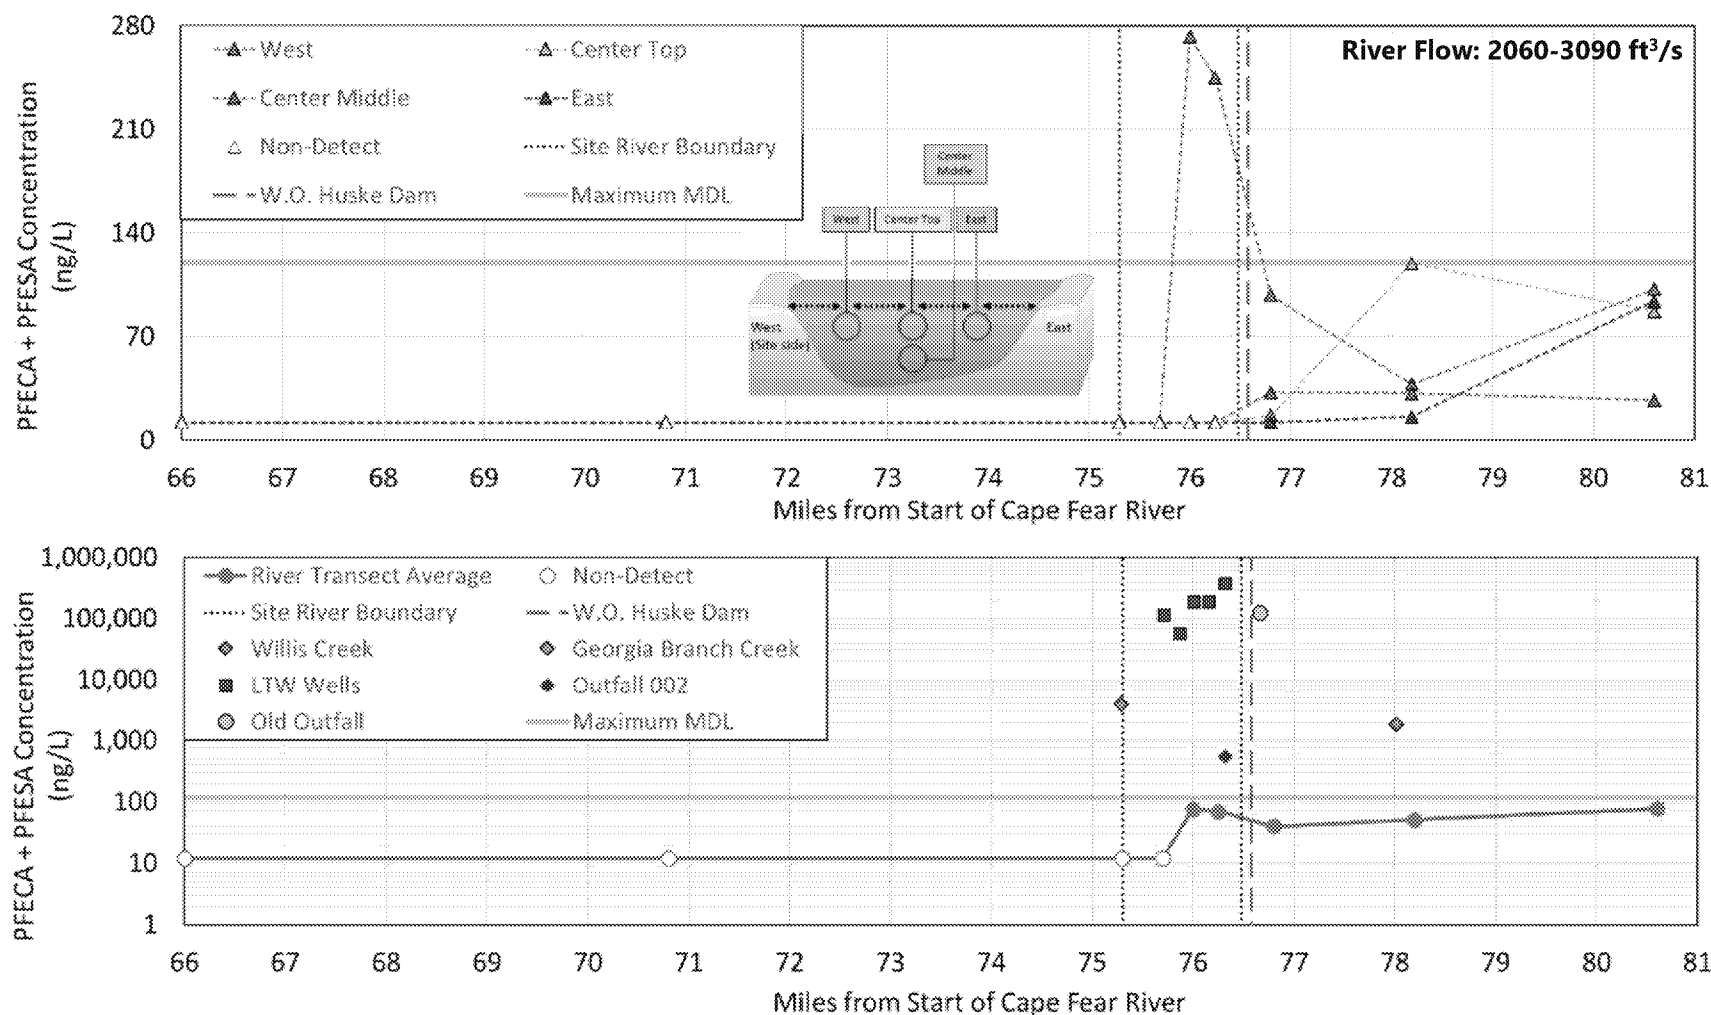 280
210
140
70
0
PFECA + PFESA Concentration
(ng/L)
West
Center Top
Center Middle
East
Non-Detect
Site River Boundary
W.O. Huske Dam
Maximum MDL
River Flow: 2060-3090 ft³/s
Center
Middle
West
Center Top
East
West
(Site side)
East
66 67 68 69 70 71 72 73 74 75 76 77 78 79 80 81
Miles from Start of Cape Fear River
1,000,000
100,000
10,000
1,000
100
10
1
PFECA + PFESA Concentration
(ng/L)
River Transect Average
Non-Detect
Site River Boundary
W.O. Huske Dam
Willis Creek
Georgia Branch Creek
LTW Wells
Outfall 002
Old Outfall
Maximum MDL
66 67 68 69 70 71 72 73 74 75 76 77 78 79 80 81
Miles from Start of Cape Fear River